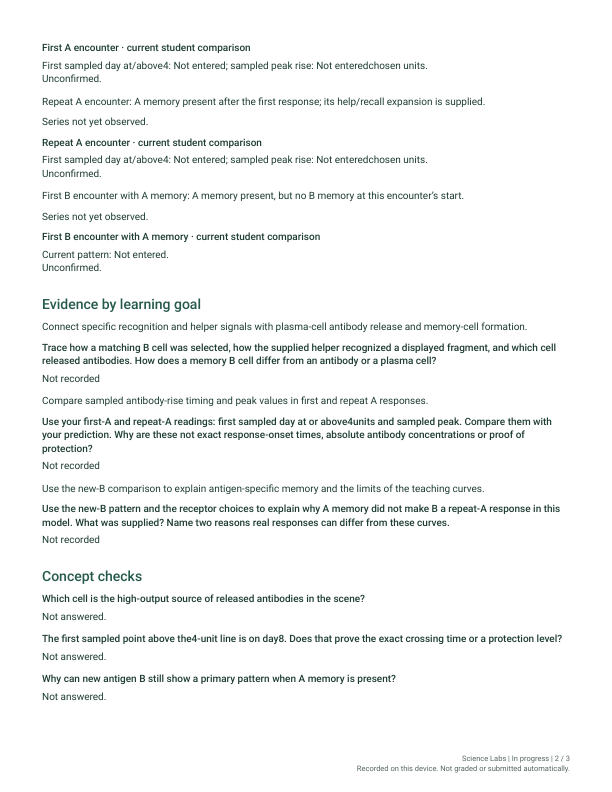 First A encounter · current student comparison
First sampled day at/above4: Not entered; sampled peak rise: Not enteredchosen units.
Unconfirmed.
Repeat A encounter: A memory present after the first response; its help/recall expansion is supplied.
Series not yet observed.
Repeat A encounter · current student comparison
First sampled day at/above4: Not entered; sampled peak rise: Not enteredchosen units.
Unconfirmed.
First B encounter with A memory: A memory present, but no B memory at this encounter's start.
Series not yet observed.
First B encounter with A memory · current student comparison
Current pattern: Not entered.
Unconfirmed.
Evidence by learning goal
Connect specific recognition and helper signals with plasma-cell antibody release and memory-cell formation.
Trace how a matching B cell was selected, how the supplied helper recognized a displayed fragment, and which cell
released antibodies. How does a memory B cell differ from an antibody or a plasma cell?
Not recorded
Compare sampled antibody-rise timing and peak values in first and repeat A responses.
Use your first-A and repeat-A readings: first sampled day at or above4units and sampled peak. Compare them with
your prediction. Why are these not exact response-onset times, absolute antibody concentrations or proof of
protection?
Not recorded
Use the new-B comparison to explain antigen-specific memory and the limits of the teaching curves.
Use the new-B pattern and the receptor choices to explain why A memory did not make B a repeat-A response in this
model. What was supplied? Name two reasons real responses can differ from these curves.
Not recorded
Concept checks
Which cell is the high-output source of released antibodies in the scene?
Not answered.
The first sampled point above the4-unit line is on day8. Does that prove the exact crossing time or a protection level?
Not answered.
Why can new antigen B still show a primary pattern when A memory is present?
Not answered.
Science Labs | In progress | 2 / 3
Recorded on this device. Not graded or submitted automatically.